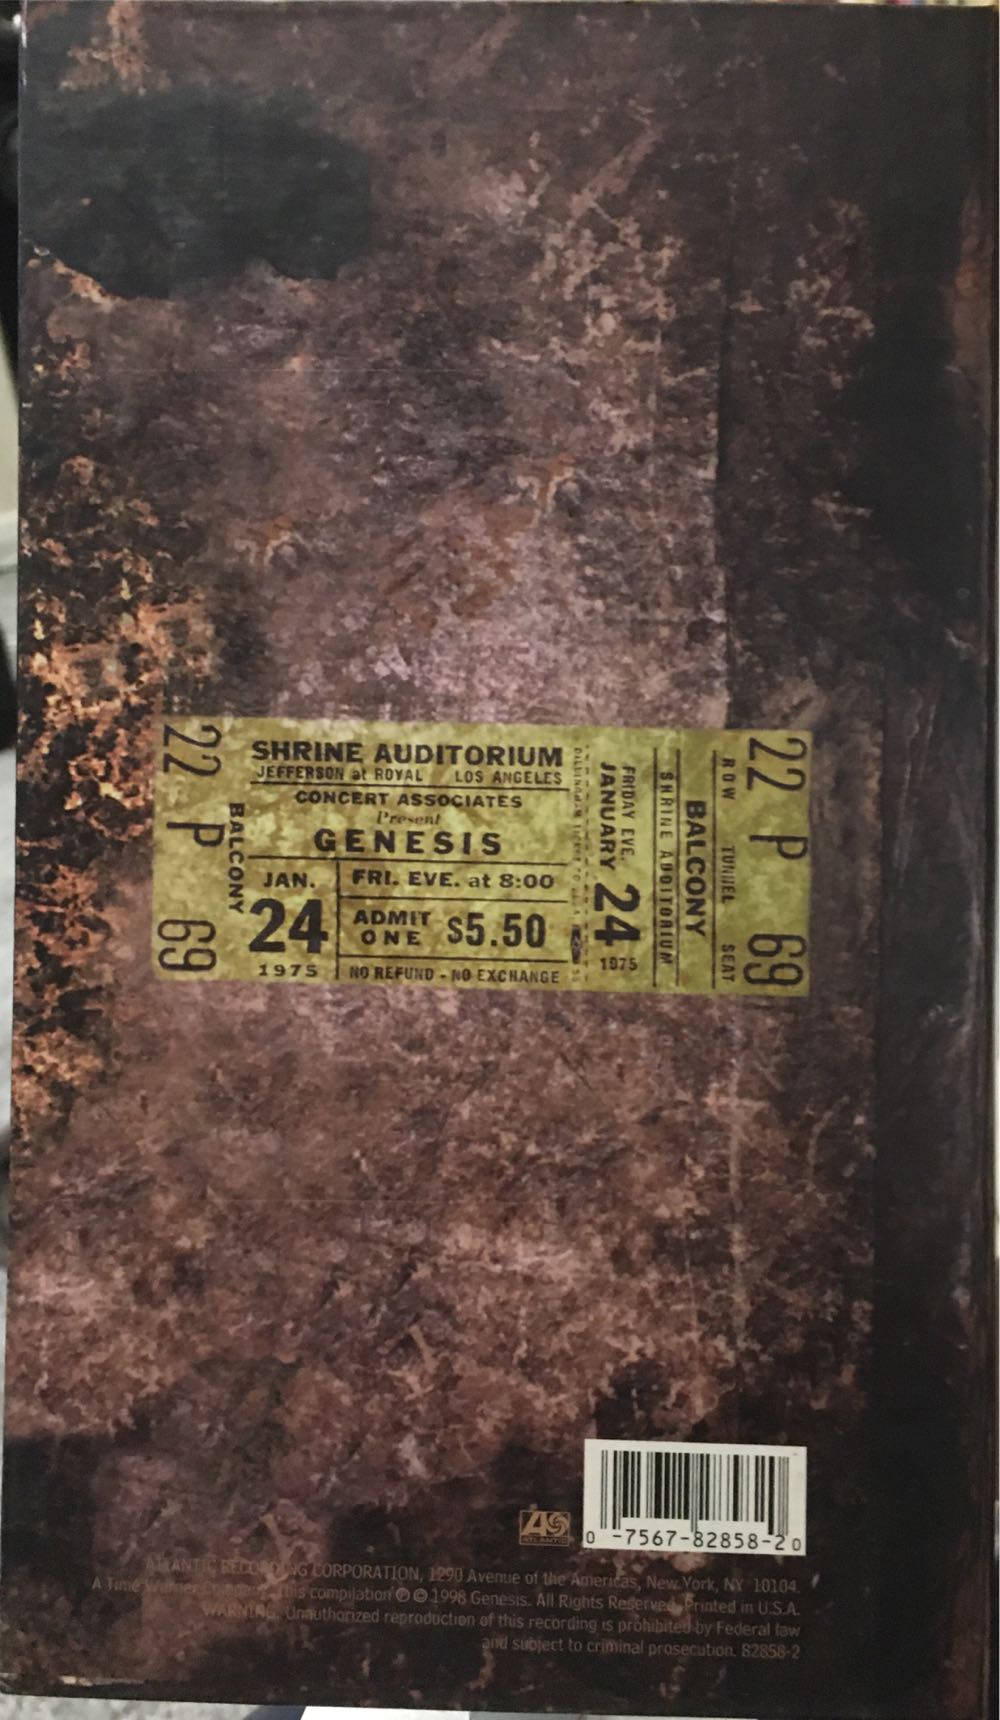 22 P 69
BALCONY
SHRINE AUDITORIUM
JEFFERSON at ROYAL LOS ANGELES
CONCERT ASSOCIATES
Present
GENESIS
JAN.
24
1975
FRI. EVE. at 8:00
ADMIT
ONE
$5.50
NO REFUND - NO EXCHANGE
FRIDAY EVE.
JANUARY 24
1975
SHRINE AUDITORIUM
BALCONY
ROW TUNNEL SEAT
22 P 69
ATLANTIC
0 -7567-82858-2 0
ATLANTIC RECORDING CORPORATION, 1290 Avenue of the Americas, New York, NY 10104.
A Time Warner this compilation ℗ © 1998 Genesis. All Rights Reserved. Printed in U.S.A.
WARNING: Unauthorized reproduction of this recording is prohibited by Federal law
and subject to criminal prosecution. 82858-2